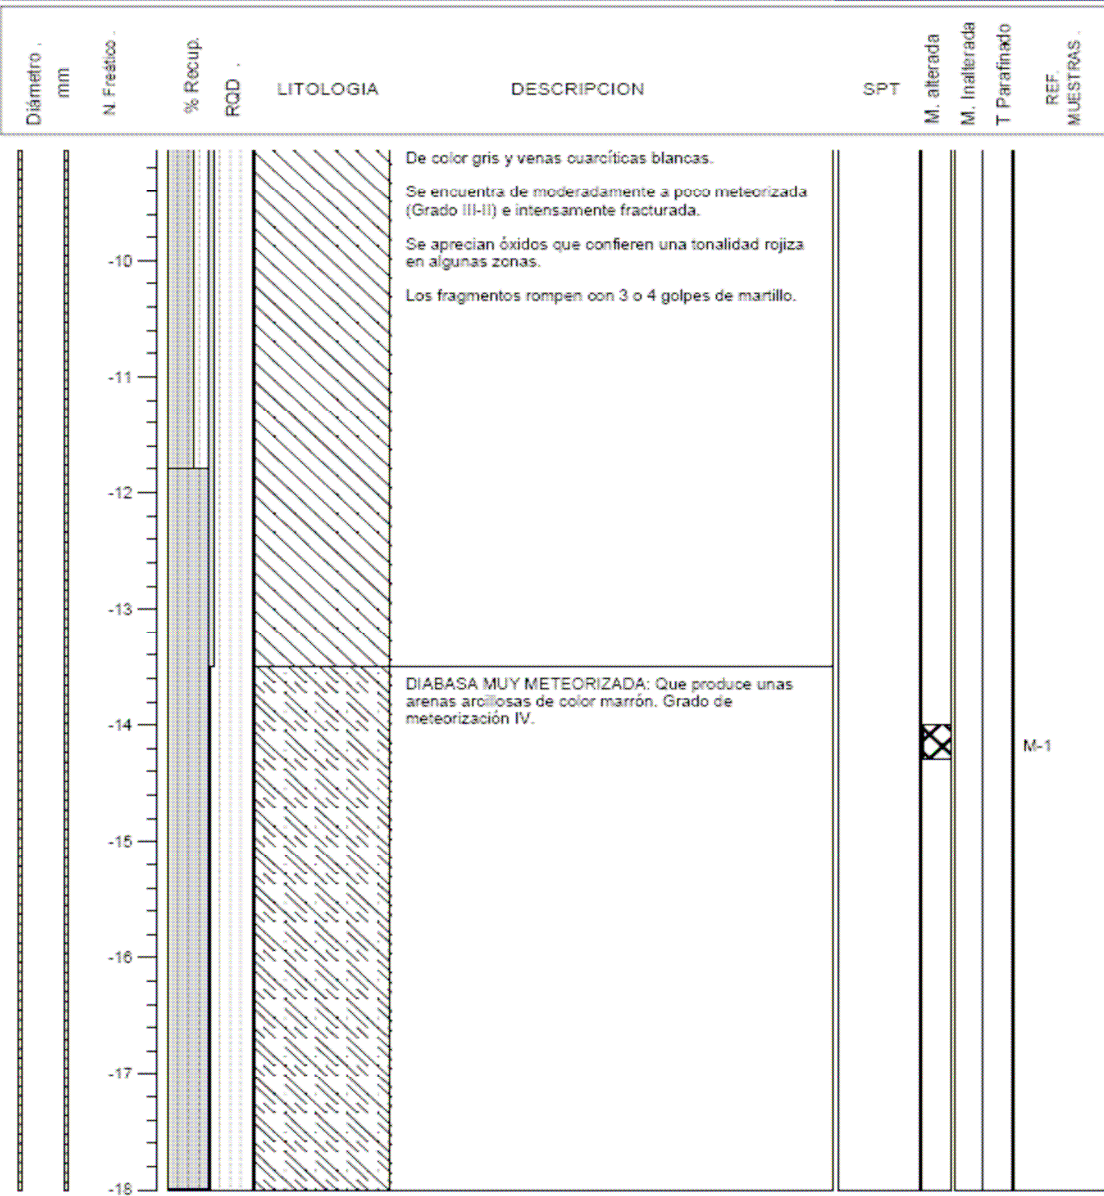 Diámetro .
mm
N. Freático .
% Recup.
RQD .
LITOLOGIA
DESCRIPCION
SPT
M. alterada
M. Inalterada
T Parafinado
REF.
MUESTRAS .
De color gris y venas cuarcíticas blancas.
Se encuentra de moderadamente a poco meteorizada
(Grado III-II) e intensamente fracturada.
Se aprecian óxidos que confieren una tonalidad rojiza
en algunas zonas.
-10
Los fragmentos rompen con 3 o 4 golpes de martillo.
-11
-12
-13
DIABASA MUY METEORIZADA: Que produce unas
arenas arcillosas de color marrón. Grado de
meteorización IV.
-14
M-1
-15
-16
-17
-18